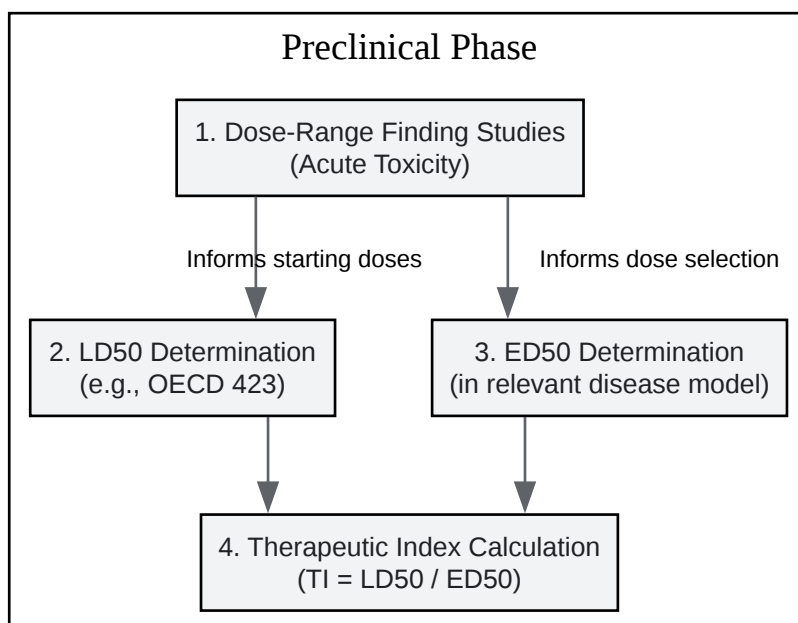 Preclinical Phase
1. Dose-Range Finding Studies
(Acute Toxicity)
Informs starting doses
Informs dose selection
2. LD50 Determination
(e.g., OECD 423)
3. ED50 Determination
(in relevant disease model)
4. Therapeutic Index Calculation
(TI = LD50 / ED50)